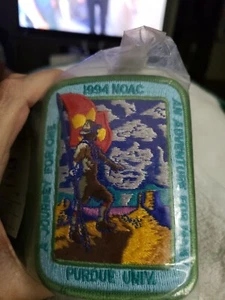 1994 NOAC
A JOURNEY FOR ONE,
AN ADVENTURE FOR MANY
PURDUE UNIV.